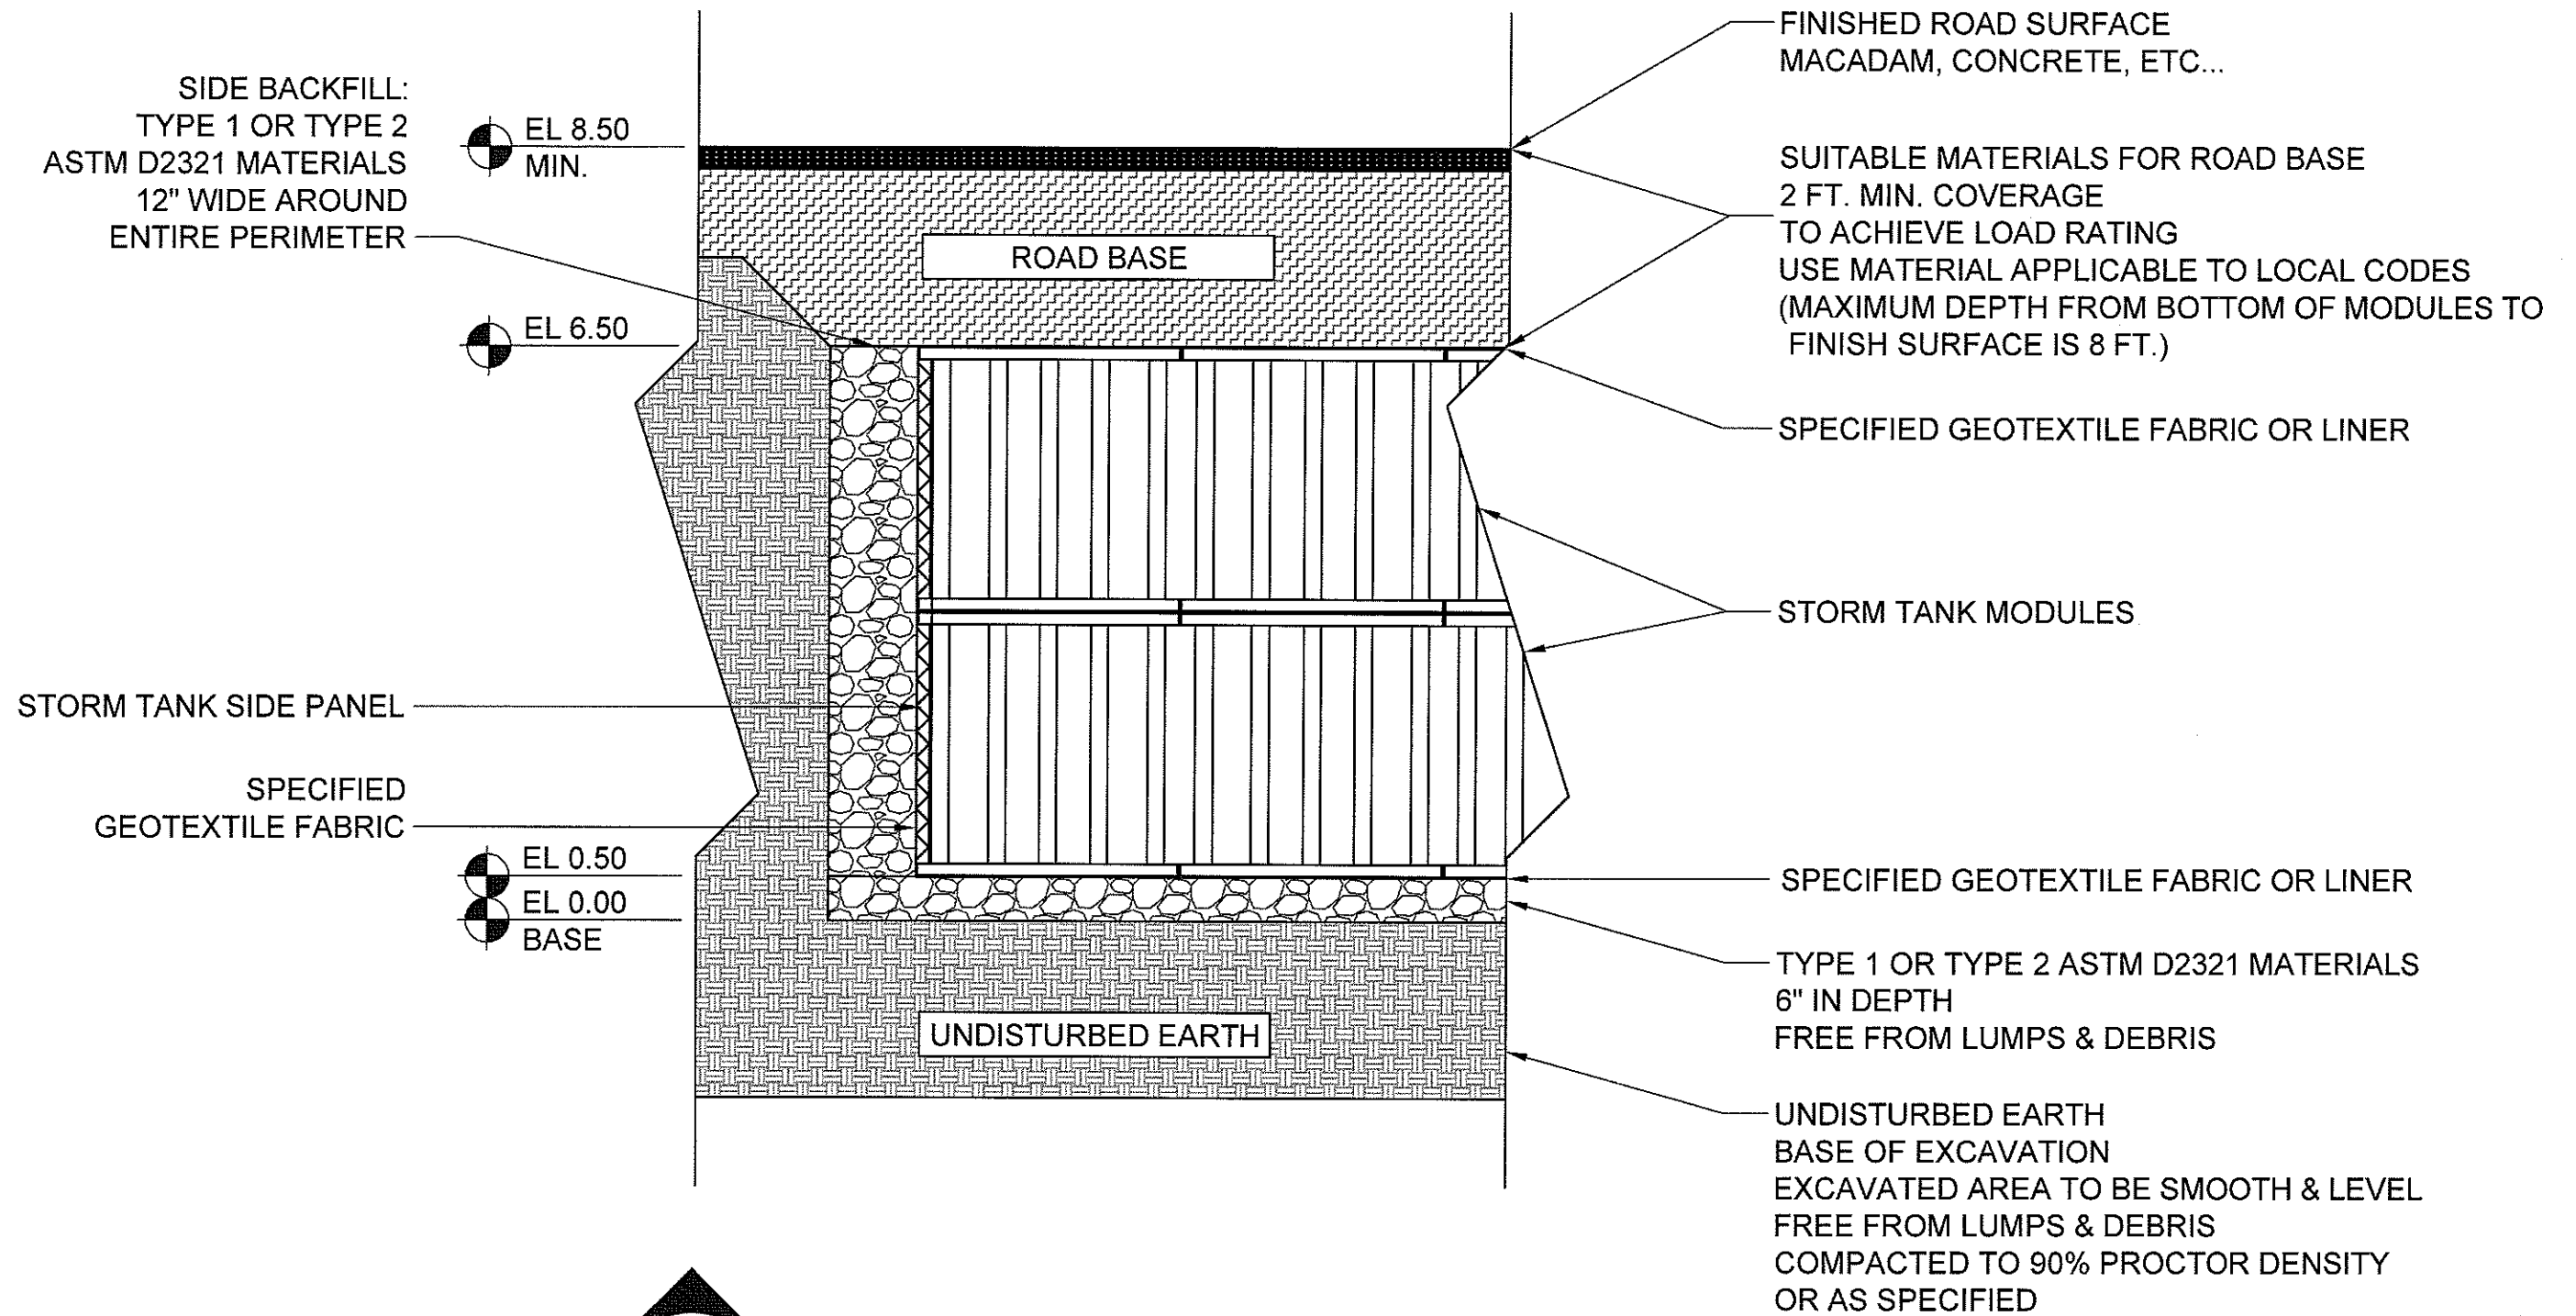 SIDE BACKFILL:
TYPE 1 OR TYPE 2
ASTM D2321 MATERIALS
12" WIDE AROUND
ENTIRE PERIMETER
EL 8.50
MIN.
EL 6.50
STORM TANK SIDE PANEL
SPECIFIED
GEOTEXTILE FABRIC
EL 0.50
EL 0.00
BASE
ROAD BASE
UNDISTURBED EARTH
FINISHED ROAD SURFACE
MACADAM, CONCRETE, ETC...
SUITABLE MATERIALS FOR ROAD BASE
2 FT. MIN. COVERAGE
TO ACHIEVE LOAD RATING
USE MATERIAL APPLICABLE TO LOCAL CODES
(MAXIMUM DEPTH FROM BOTTOM OF MODULES TO
FINISH SURFACE IS 8 FT.)
SPECIFIED GEOTEXTILE FABRIC OR LINER
STORM TANK MODULES
SPECIFIED GEOTEXTILE FABRIC OR LINER
TYPE 1 OR TYPE 2 ASTM D2321 MATERIALS
6" IN DEPTH
FREE FROM LUMPS & DEBRIS
UNDISTURBED EARTH
BASE OF EXCAVATION
EXCAVATED AREA TO BE SMOOTH & LEVEL
FREE FROM LUMPS & DEBRIS
COMPACTED TO 90% PROCTOR DENSITY
OR AS SPECIFIED